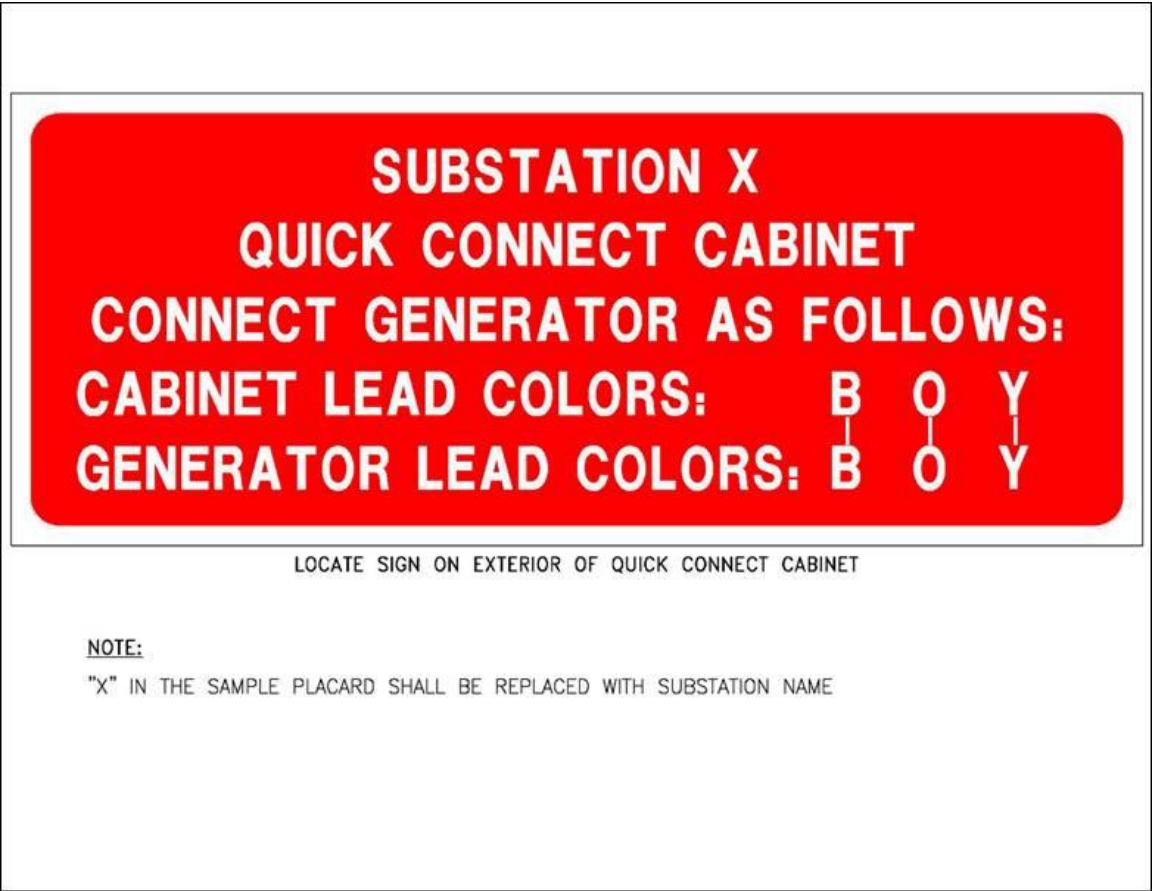 SUBSTATION X
QUICK CONNECT CABINET
CONNECT GENERATOR AS FOLLOWS:
CABINET LEAD COLORS: B O Y
GENERATOR LEAD COLORS: B O Y
LOCATE SIGN ON EXTERIOR OF QUICK CONNECT CABINET
NOTE:
"X" IN THE SAMPLE PLACARD SHALL BE REPLACED WITH SUBSTATION NAME